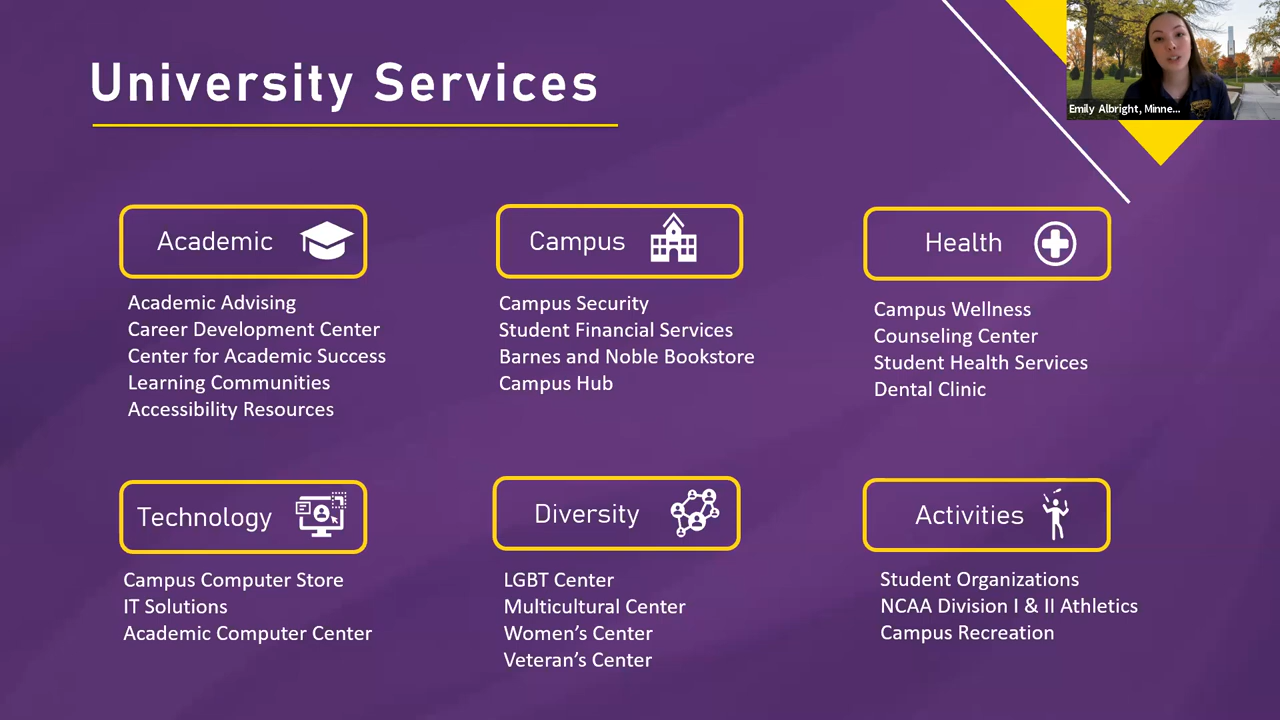 University Services
Emily Albright, Minne...
Academic
Academic Advising
Career Development Center
Center for Academic Success
Learning Communities
Accessibility Resources
Campus
Campus Security
Student Financial Services
Barnes and Noble Bookstore
Campus Hub
Health
Campus Wellness
Counseling Center
Student Health Services
Dental Clinic
Technology
Campus Computer Store
IT Solutions
Academic Computer Center
Diversity
LGBT Center
Multicultural Center
Women’s Center
Veteran’s Center
Activities
Student Organizations
NCAA Division I & II Athletics
Campus Recreation